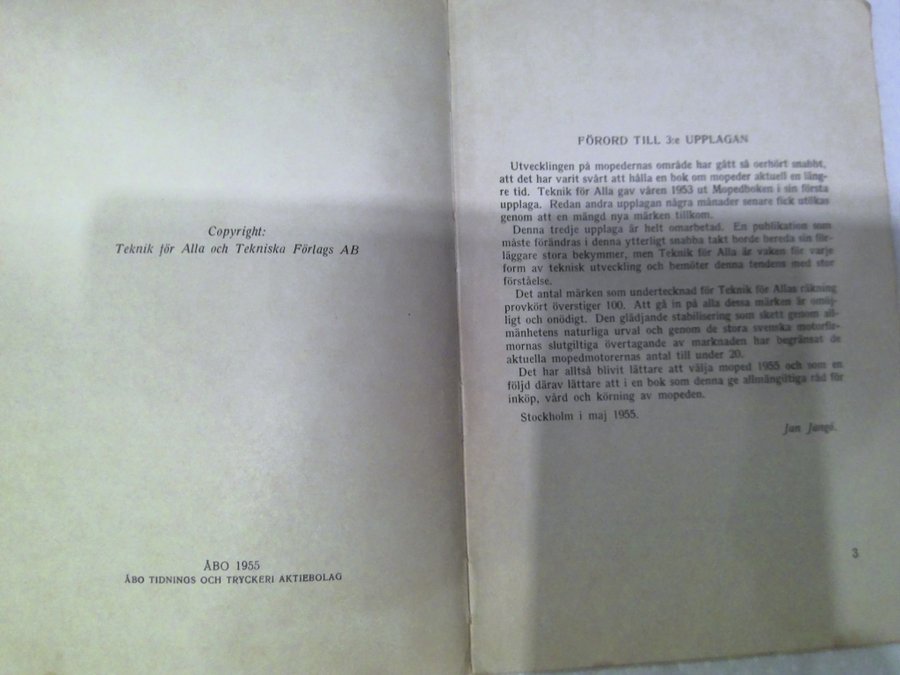 Copyright:
Teknik för Alla och Tekniska Förlags AB
ÅBO 1955
ÅBO TIDNINGS OCH TRYCKERI AKTIEBOLAG
FÖRORD TILL 3:e UPPLAGAN
Utvecklingen på mopedernas område har gått så oerhört snabbt,
att det har varit svårt att hålla en bok om mopeder aktuell en läng-
re tid. Teknik för Alla gav våren 1953 ut Mopedboken i sin första
upplaga. Redan andra upplagan några månader senare fick utökas
genom att en mängd nya märken tillkom.
Denna tredje upplaga är helt omarbetad. En publikation som
måste förändras i denna ytterligt snabba takt borde bereda sin för-
läggare stora bekymmer, men Teknik för Alla är vaken för varje
form av teknisk utveckling och bemöter denna tendens med stor
förståelse.
Det antal märken som undertecknad för Teknik för Allas räkning
provkört överstiger 100. Att gå in på alla dessa märken är omöj-
ligt och onödigt. Den glädjande stabilisering som skett genom all-
mänhetens naturliga urval och genom de stora svenska motorfir-
mornas slutgiltiga övertagande av marknaden har begränsat de
aktuella mopedmotorernas antal till under 20.
Det har alltså blivit lättare att välja moped 1955 och som en
följd därav lättare att i en bok som denna ge allmängiltiga råd för
inköp, vård och körning av mopeden.
Stockholm i maj 1955.
Jan Jangö.
3